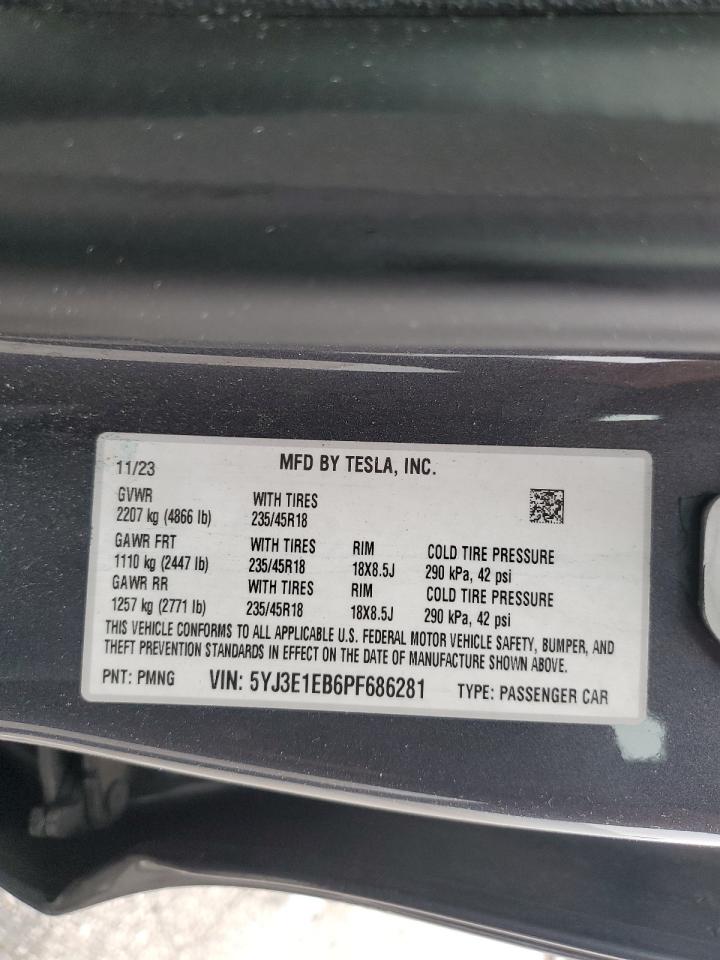 11/23 MFD BY TESLA, INC.
GVWR WITH TIRES
2207 kg (4866 lb) 235/45R18
GAWR FRT WITH TIRES RIM COLD TIRE PRESSURE
1110 kg (2447 lb) 235/45R18 18X8.5J 290 kPa, 42 psi
GAWR RR WITH TIRES RIM COLD TIRE PRESSURE
1257 kg (2771 lb) 235/45R18 18X8.5J 290 kPa, 42 psi
THIS VEHICLE CONFORMS TO ALL APPLICABLE U.S. FEDERAL MOTOR VEHICLE SAFETY, BUMPER, AND
THEFT PREVENTION STANDARDS IN EFFECT ON THE DATE OF MANUFACTURE SHOWN ABOVE.
PNT: PMNG VIN: 5YJ3E1EB6PF686281 TYPE: PASSENGER CAR